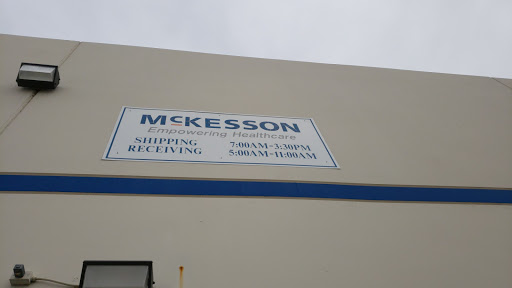 McKESSON
Empowering Healthcare
SHIPPING 7:00AM-3:30PM
RECEIVING 5:00AM-11:00AM